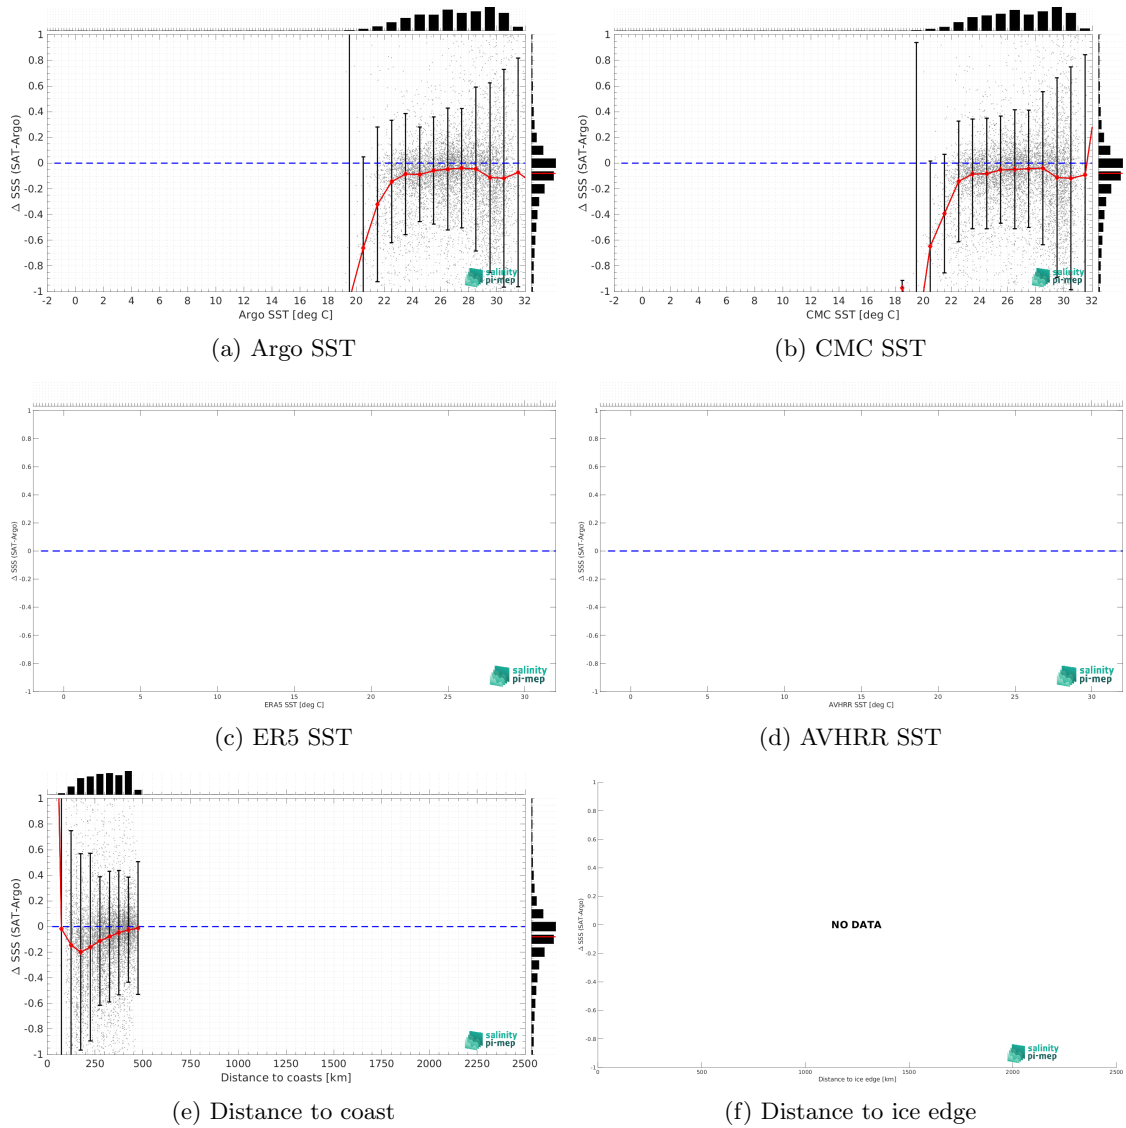 1
0.8
0.6
0.4
0.2
0
-0.2
-0.4
-0.6
-0.8
-1
Δ SSS (SAT-Argo)
-2 0 2 4 6 8 10 12 14 16 18 20 22 24 26 28 30 32
Argo SST [deg C]
salinity
pi-mep
(a) Argo SST
1
0.8
0.6
0.4
0.2
0
-0.2
-0.4
-0.6
-0.8
-1
Δ SSS (SAT-Argo)
-2 0 2 4 6 8 10 12 14 16 18 20 22 24 26 28 30 32
CMC SST [deg C]
salinity
pi-mep
(b) CMC SST
1
0.8
0.6
0.4
0.2
0
-0.2
-0.4
-0.6
-0.8
-1
Δ SSS (SAT-Argo)
0 5 10 15 20 25 30
ERA5 SST [deg C]
salinity
pi-mep
(c) ER5 SST
1
0.8
0.6
0.4
0.2
0
-0.2
-0.4
-0.6
-0.8
-1
Δ SSS (SAT-Argo)
0 5 10 15 20 25 30
AVHRR SST [deg C]
salinity
pi-mep
(d) AVHRR SST
1
0.8
0.6
0.4
0.2
0
-0.2
-0.4
-0.6
-0.8
-1
Δ SSS (SAT-Argo)
0 250 500 750 1000 1250 1500 1750 2000 2250 2500
Distance to coasts [km]
salinity
pi-mep
(e) Distance to coast
1
0.8
0.6
0.4
0.2
0
-0.2
-0.4
-0.6
-0.8
-1
Δ SSS (SAT-Argo)
NO DATA
0 500 1000 1500 2000 2500
Distance to ice edge [km]
salinity
pi-mep
(f) Distance to ice edge